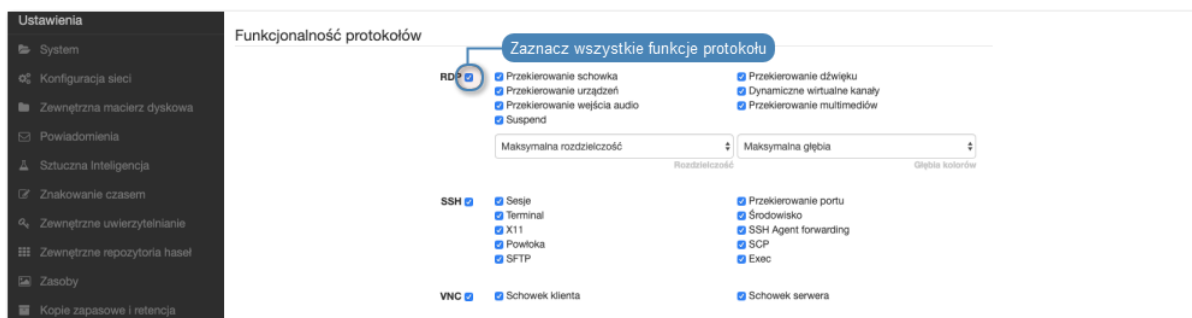 Ustawienia
System
Konfiguracja sieci
Zewnętrzna macierz dyskowa
Powiadomienia
Sztuczna Inteligencja
Znakowanie czasem
Zewnętrzne uwierzytelnianie
Zewnętrzne repozytoria haseł
Zasoby
Kopie zapasowe i retencja
Funkcjonalność protokołów
Zaznacz wszystkie funkcje protokołu
RDP
Przekierowanie schowka
Przekierowanie dźwięku
Przekierowanie urządzeń
Dynamiczne wirtualne kanały
Przekierowanie wejścia audio
Przekierowanie multimediów
Suspend
Maksymalna rozdzielczość
Maksymalna głębia
Rozdzielczość
Głębia kolorów
SSH
Sesje
Przekierowanie portu
Terminal
Środowisko
X11
SSH Agent forwarding
Powłoka
SCP
SFTP
Exec
VNC
Schowek klienta
Schowek serwera